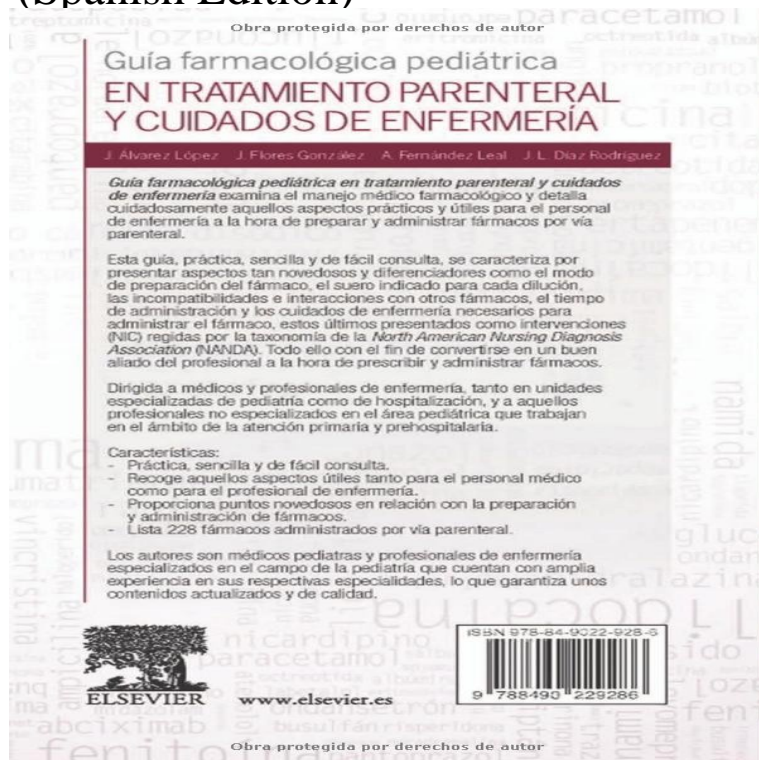 (Spanish Edition)
Obra protegida por derechos de autor
Guía farmacológica pediátrica
EN TRATAMIENTO PARENTERAL
Y CUIDADOS DE ENFERMERÍA
J. Álvarez López J. Flores González A. Fernández Leal J.L. Díaz Rodríguez
Guía farmacológica pediátrica en tratamiento parenteral y cuidados
de enfermería examina el manejo médico farmacológico y detalla
cuidadosamente aquellos aspectos prácticos y útiles para el personal
de enfermería a la hora de preparar y administrar fármacos por vía
parenteral.
Esta guía, práctica, sencilla y de fácil consulta, se caracteriza por
presentar aspectos tan novedosos y diferenciadores como el modo
de preparación del fármaco, el suero indicado para cada dilución,
las incompatibilidades e interacciones con otros fármacos, el tiempo
de administración y los cuidados de enfermería necesarios para
administrar el fármaco, estos últimos presentados como intervenciones
(NIC) regidas por la taxonomía de la North American Nursing Diagnosis
Association (NANDA). Todo ello con el fin de convertirse en un buen
aliado del profesional a la hora de prescribir y administrar fármacos.
Dirigida a médicos y profesionales de enfermería, tanto en unidades
especializadas de pediatría como de hospitalización, y a aquellos
profesionales no especializados en el área pediátrica que trabajan
en el ámbito de la atención primaria y prehospitalaria.
Características:
- Práctica, sencilla y de fácil consulta.
- Recoge aquellos aspectos útiles tanto para el personal médico
como para el profesional de enfermería.
- Proporciona puntos novedosos en relación con la preparación
y administración de fármacos.
- Lista 228 fármacos administrados por vía parenteral.
Los autores son médicos pediatras y profesionales de enfermería
especializados en el campo de la pediatría que cuentan con amplia
experiencia en sus respectivas especialidades, lo que garantiza unos
contenidos actualizados y de calidad.
ISBN 978-84-9022-928-6
ELSEVIER
www.elsevier.es
9 788490 229286
Obra protegida por derechos de autor